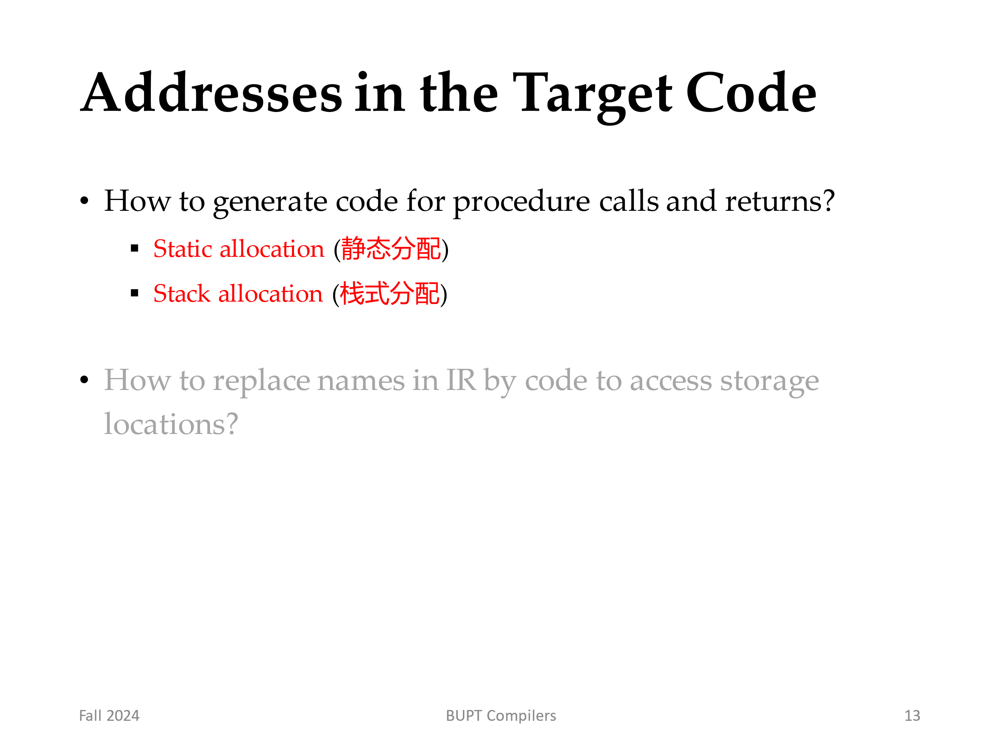 Addresses in the Target Code
• How to generate code for procedure calls and returns?
▪ Static allocation (静态分配)
▪ Stack allocation (栈式分配)
• How to replace names in IR by code to access storage
locations?
Fall 2024
BUPT Compilers
13